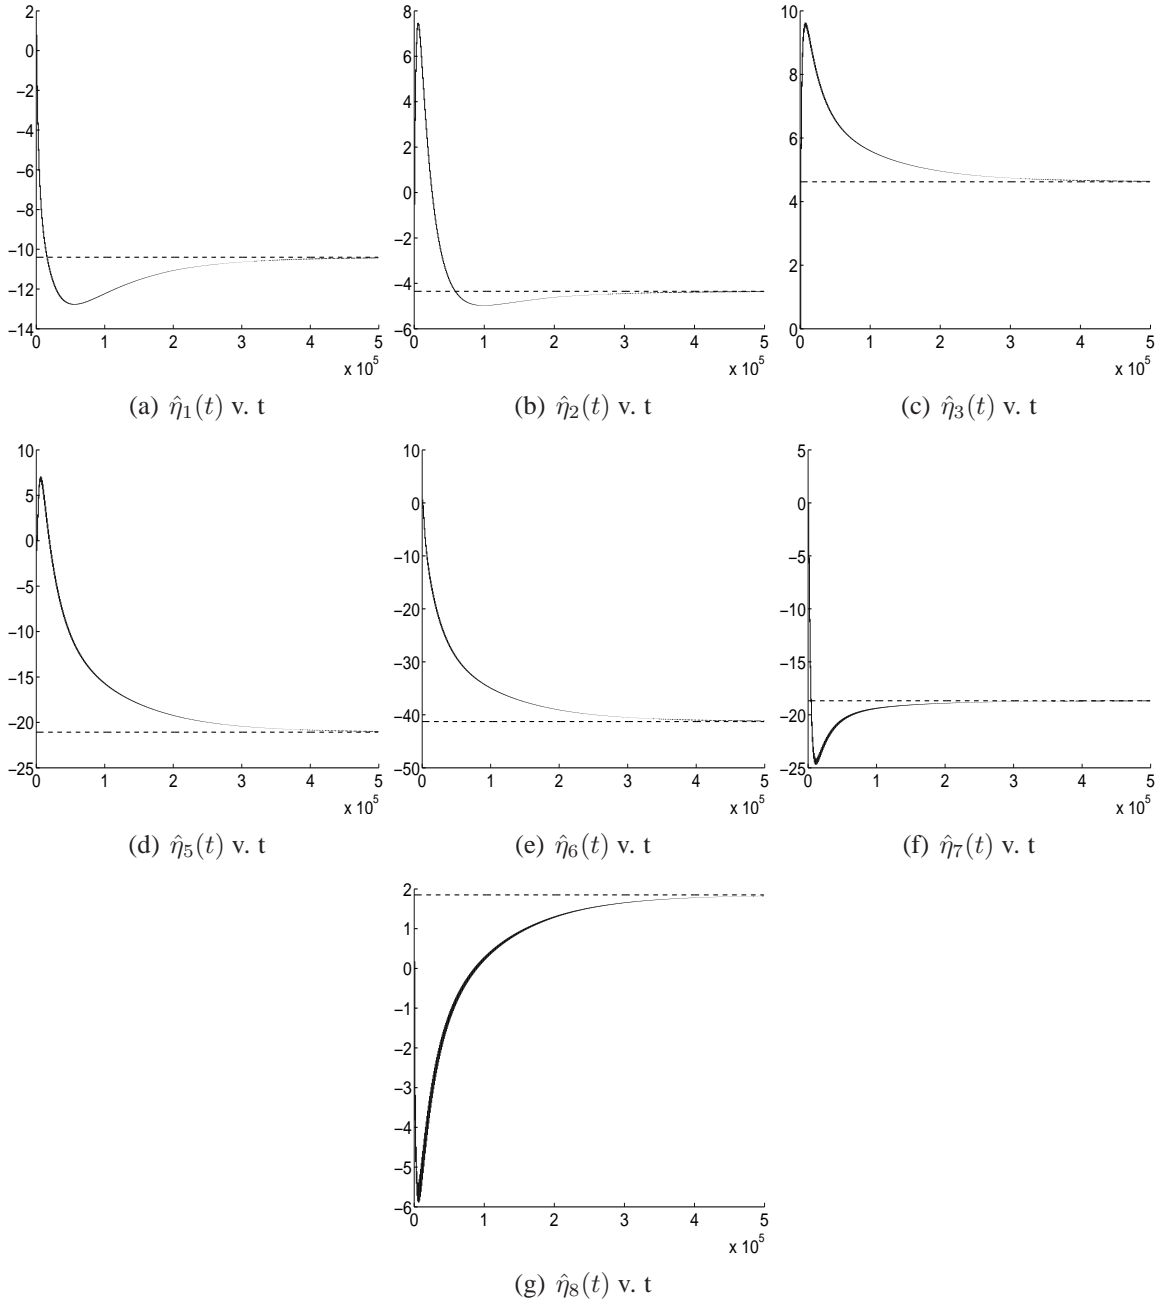 2
0
−2
−4
−6
−8
−10
−12
−14
0 1 2 3 4 5
x 10^5
(a) η̂₁(t) v. t
8
6
4
2
0
−2
−4
−6
0 1 2 3 4 5
x 10^5
(b) η̂₂(t) v. t
10
8
6
4
2
0
0 1 2 3 4 5
x 10^5
(c) η̂₃(t) v. t
10
5
0
−5
−10
−15
−20
−25
0 1 2 3 4 5
x 10^5
(d) η̂₅(t) v. t
10
0
−10
−20
−30
−40
−50
0 1 2 3 4 5
x 10^5
(e) η̂₆(t) v. t
5
0
−5
−10
−15
−20
−25
0 1 2 3 4 5
x 10^5
(f) η̂₇(t) v. t
2
1
0
−1
−2
−3
−4
−5
−6
0 1 2 3 4 5
x 10^5
(g) η̂₈(t) v. t